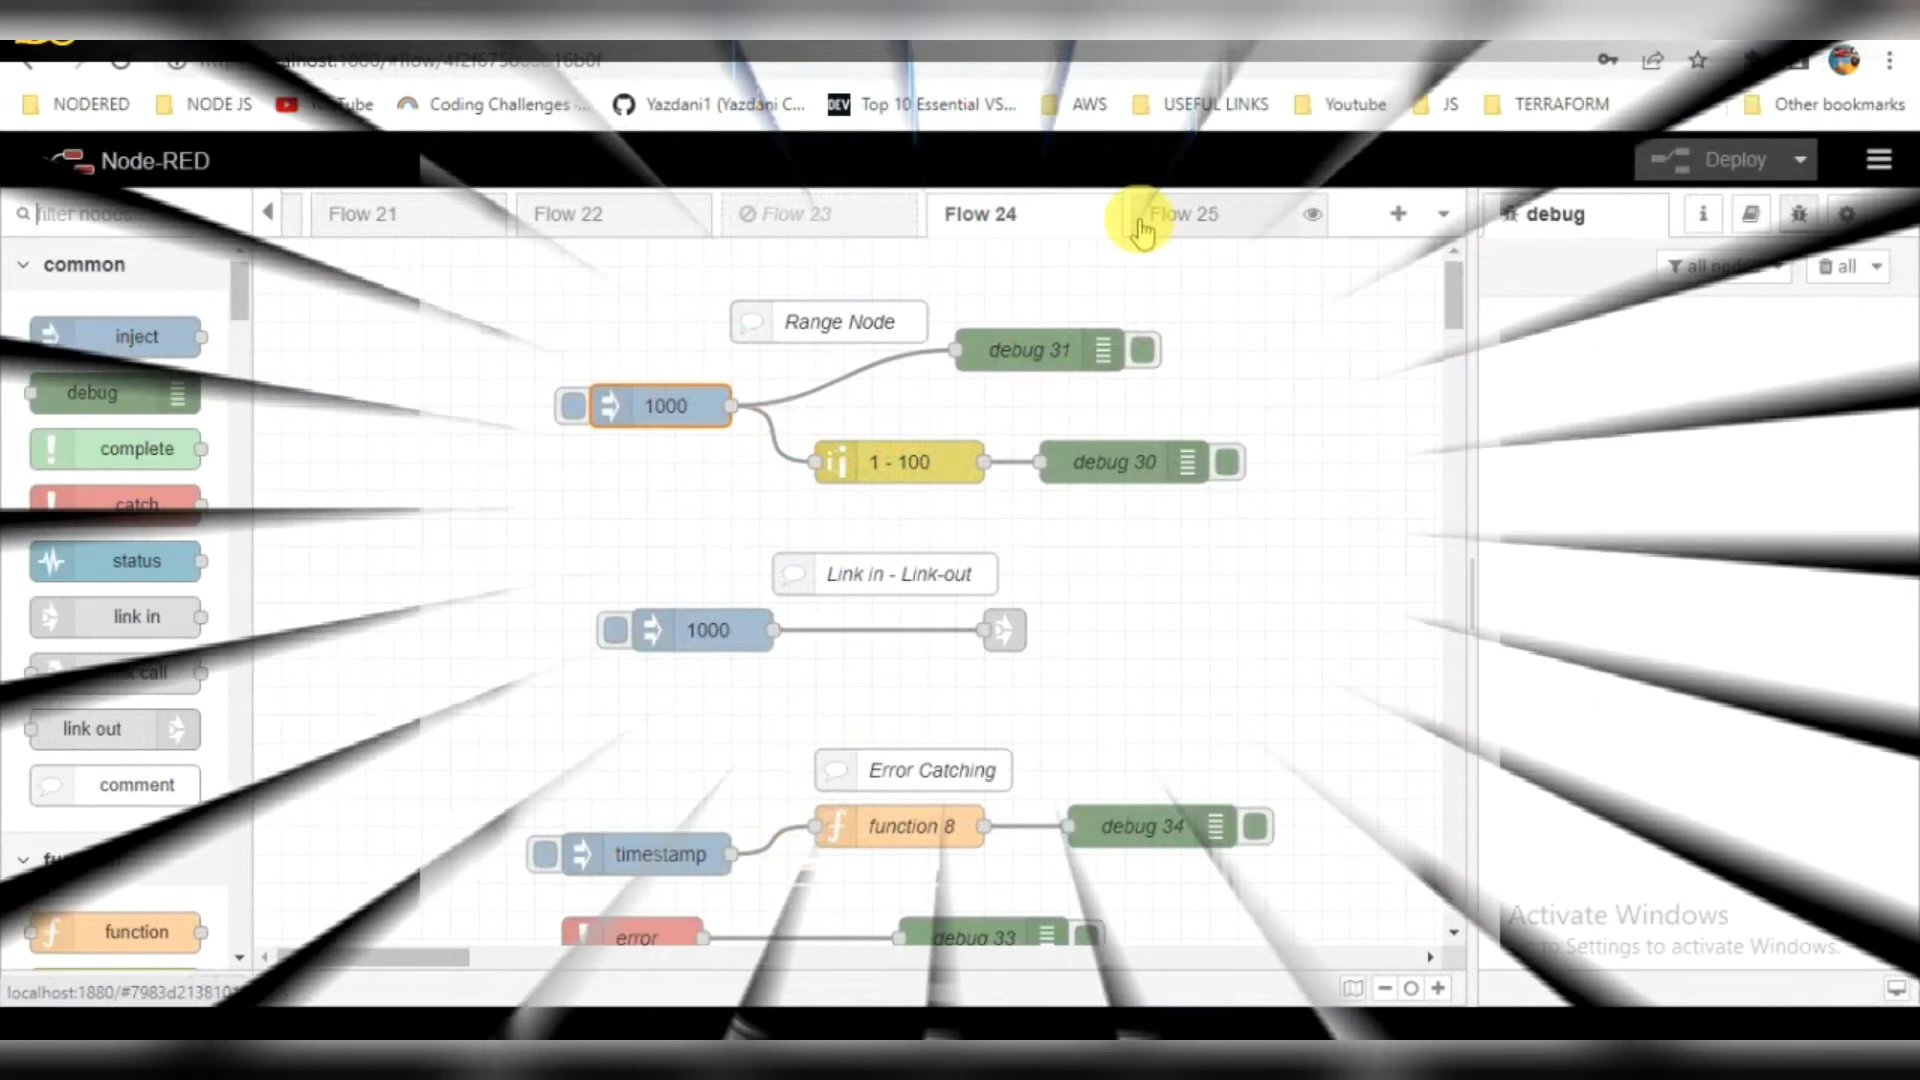 NODERED
NODE JS
Coding Challenges -...
Yazdani1 (Yazdani C...
Top 10 Essential VS...
AWS
USEFUL LINKS
Youtube
JS
TERRAFORM
Other bookmarks
Node-RED
Deploy
filter nodes
Flow 21
Flow 22
Flow 23
Flow 24
Flow 25
debug
common
all
inject
debug
complete
catch
status
link in
call
link out
comment
function
Range Node
debug 31
1000
1 - 100
debug 30
Link in - Link-out
1000
Error Catching
function 8
debug 34
timestamp
error
debug 33
Activate Windows
to Settings to activate Windows.